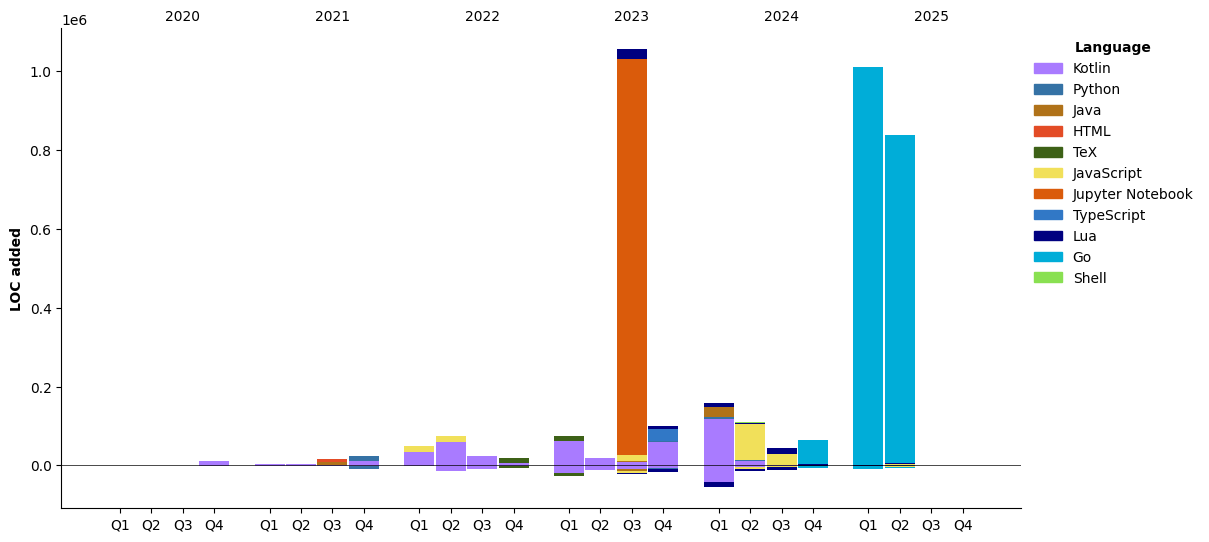 1e6
2020 2021 2022 2023 2024 2025
LOC added
1.0
0.8
0.6
0.4
0.2
0.0
Q1 Q2 Q3 Q4 Q1 Q2 Q3 Q4 Q1 Q2 Q3 Q4 Q1 Q2 Q3 Q4 Q1 Q2 Q3 Q4 Q1 Q2 Q3 Q4
Language
Kotlin
Python
Java
HTML
TeX
JavaScript
Jupyter Notebook
TypeScript
Lua
Go
Shell